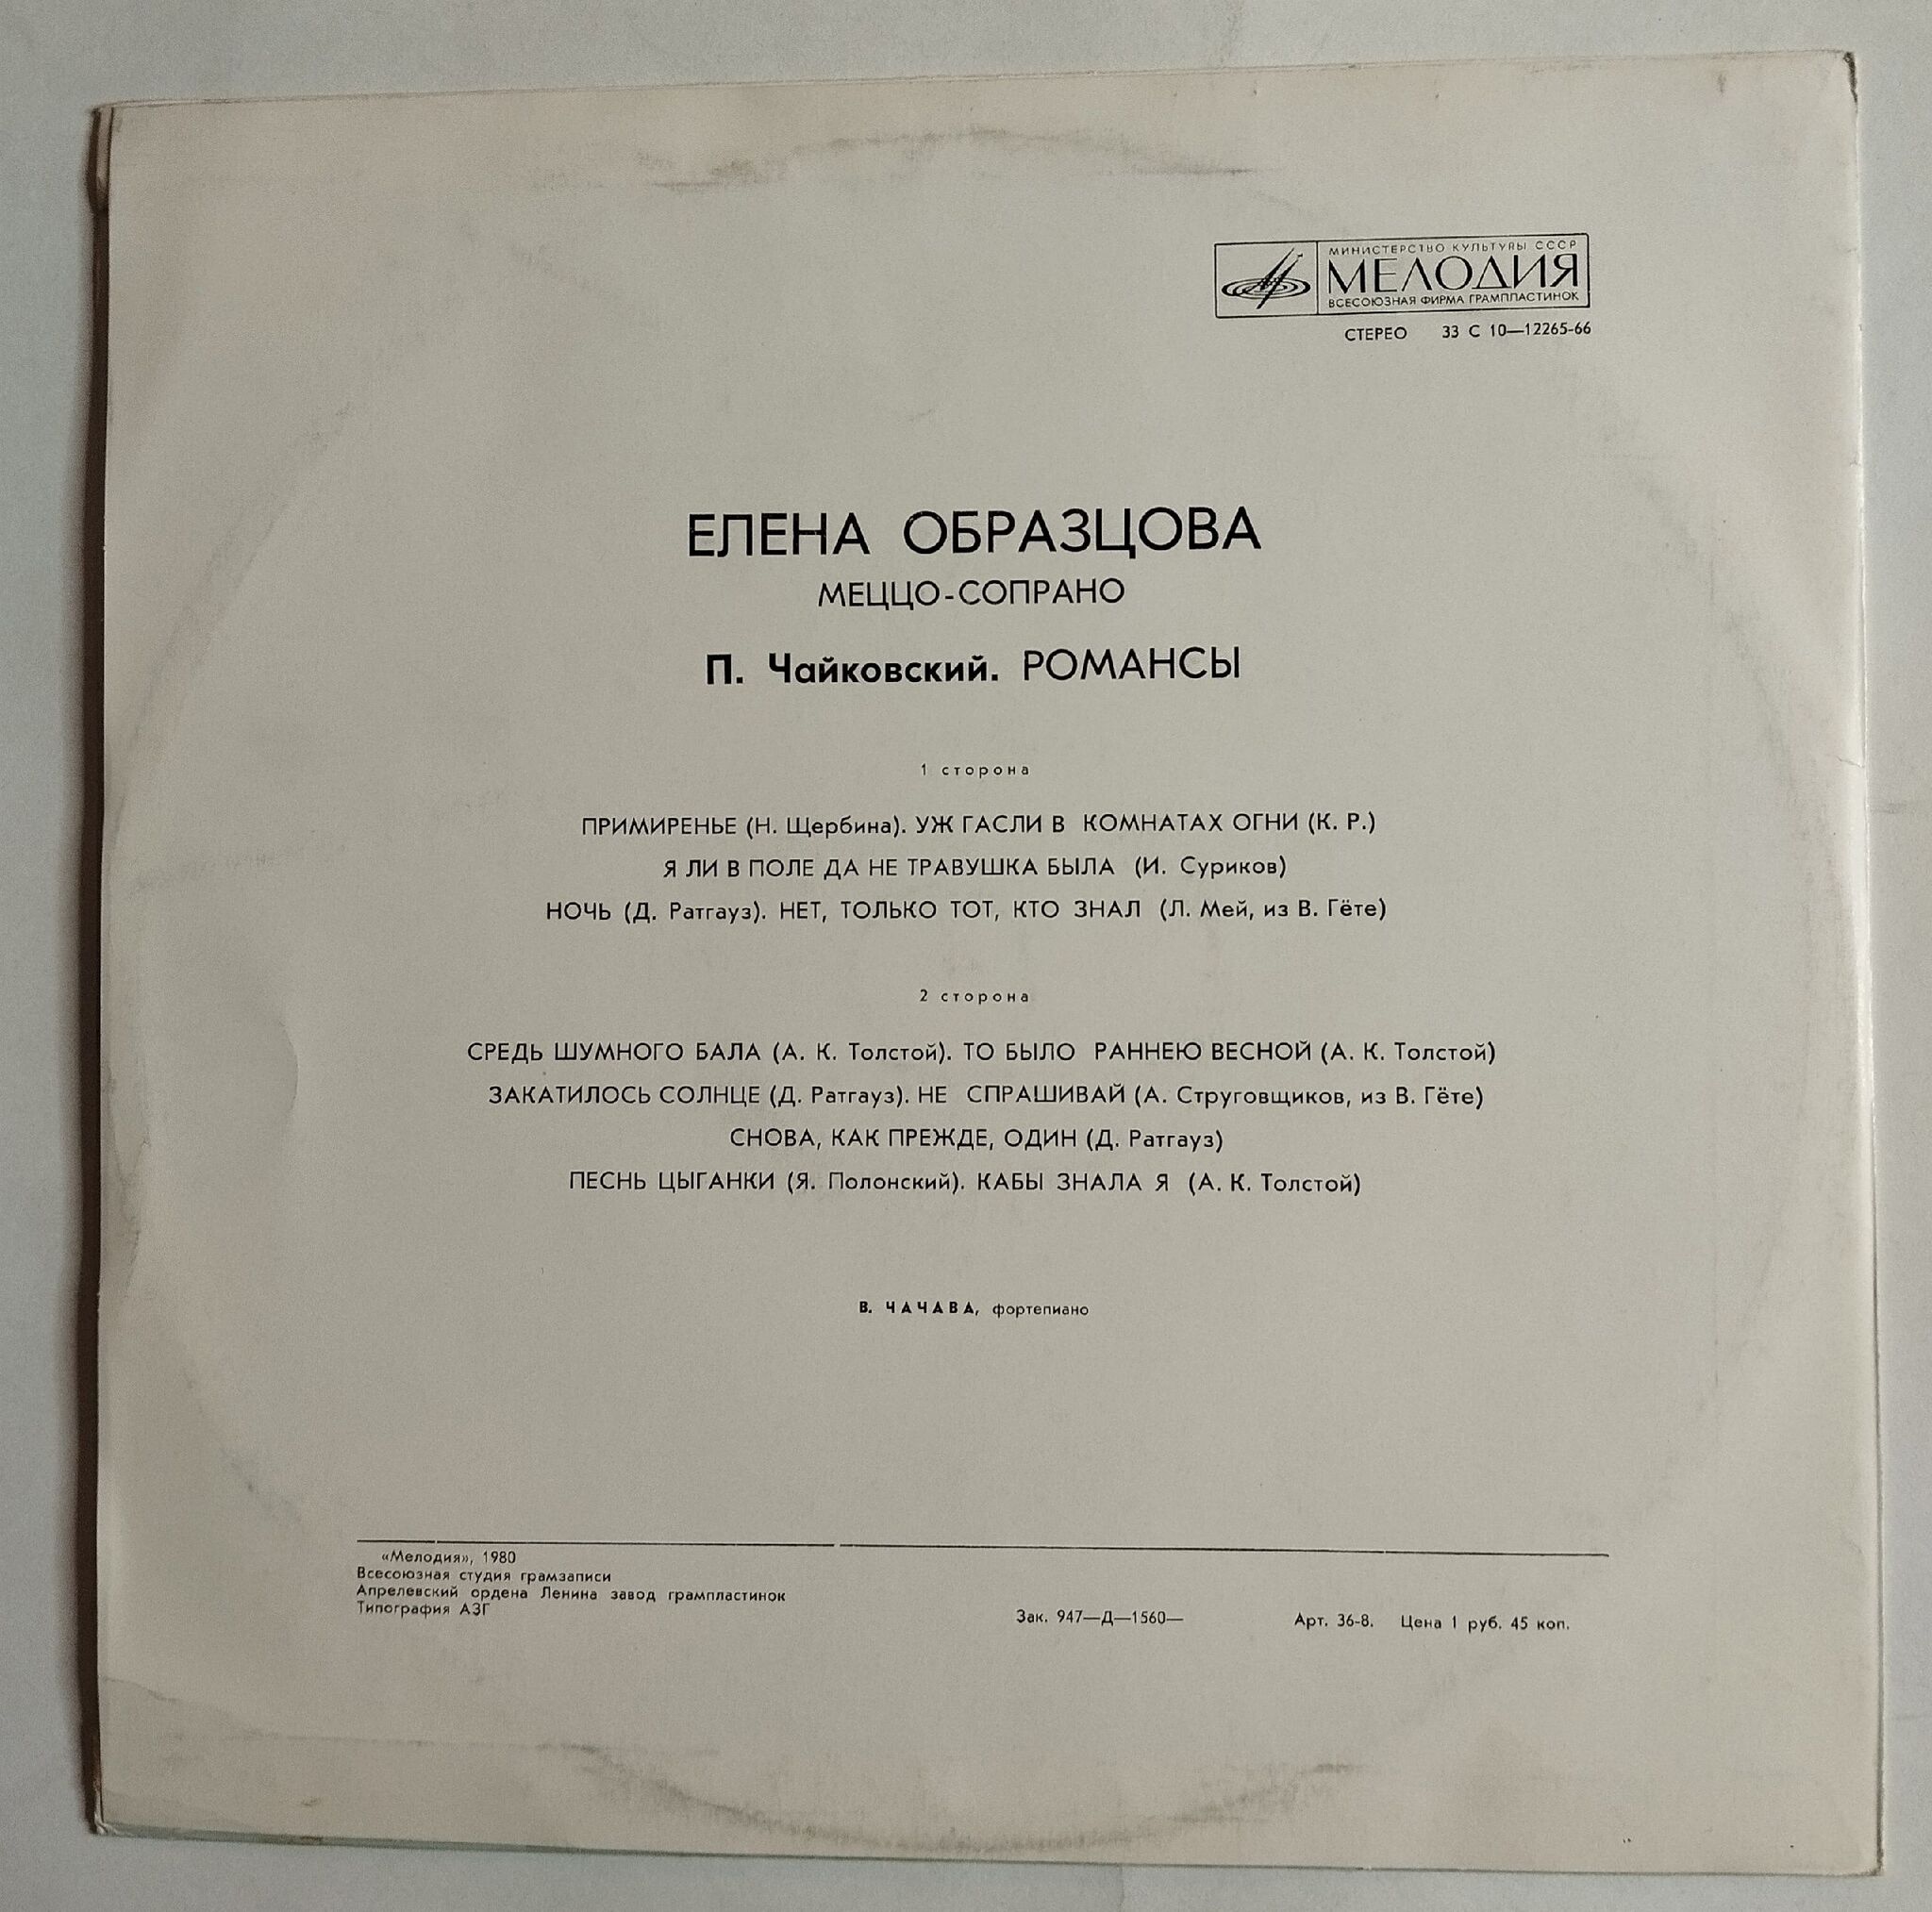 МИНИСТЕРСТВО КУЛЬТУРЫ СССР
МЕЛОДИЯ
ВСЕСОЮЗНАЯ ФИРМА ГРАМПЛАСТИНОК
СТЕРЕО 33 С 10—12265-66
ЕЛЕНА ОБРАЗЦОВА
МЕЦЦО-СОПРАНО
П. Чайковский. РОМАНСЫ
1 сторона
ПРИМИРЕНЬЕ (Н. Щербина). УЖ ГАСЛИ В КОМНАТАХ ОГНИ (К. Р.)
Я ЛИ В ПОЛЕ ДА НЕ ТРАВУШКА БЫЛА (И. Суриков)
НОЧЬ (Д. Ратгауз). НЕТ, ТОЛЬКО ТОТ, КТО ЗНАЛ (Л. Мей, из В. Гёте)
2 сторона
СРЕДЬ ШУМНОГО БАЛА (А. К. Толстой). ТО БЫЛО РАННЕЮ ВЕСНОЙ (А. К. Толстой)
ЗАКАТИЛОСЬ СОЛНЦЕ (Д. Ратгауз). НЕ СПРАШИВАЙ (А. Струговщиков, из В. Гёте)
СНОВА, КАК ПРЕЖДЕ, ОДИН (Д. Ратгауз)
ПЕСНЬ ЦЫГАНКИ (Я. Полонский). КАБЫ ЗНАЛА Я (А. К. Толстой)
В. ЧАЧАВА, фортепиано
«Мелодия», 1980
Всесоюзная студия грамзаписи
Апрелевский ордена Ленина завод грампластинок
Типография АЗГ
Зак. 947—Д—1560—
Арт. 36-8. Цена 1 руб. 45 коп.